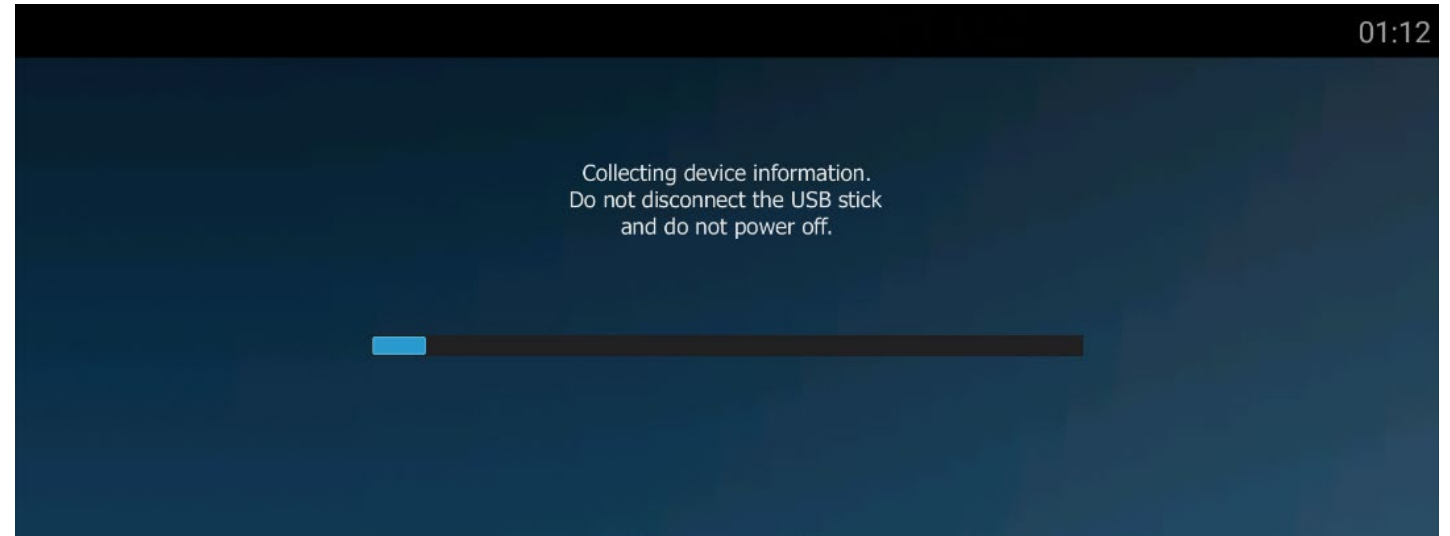 01:12
Collecting device information.
Do not disconnect the USB stick
and do not power off.